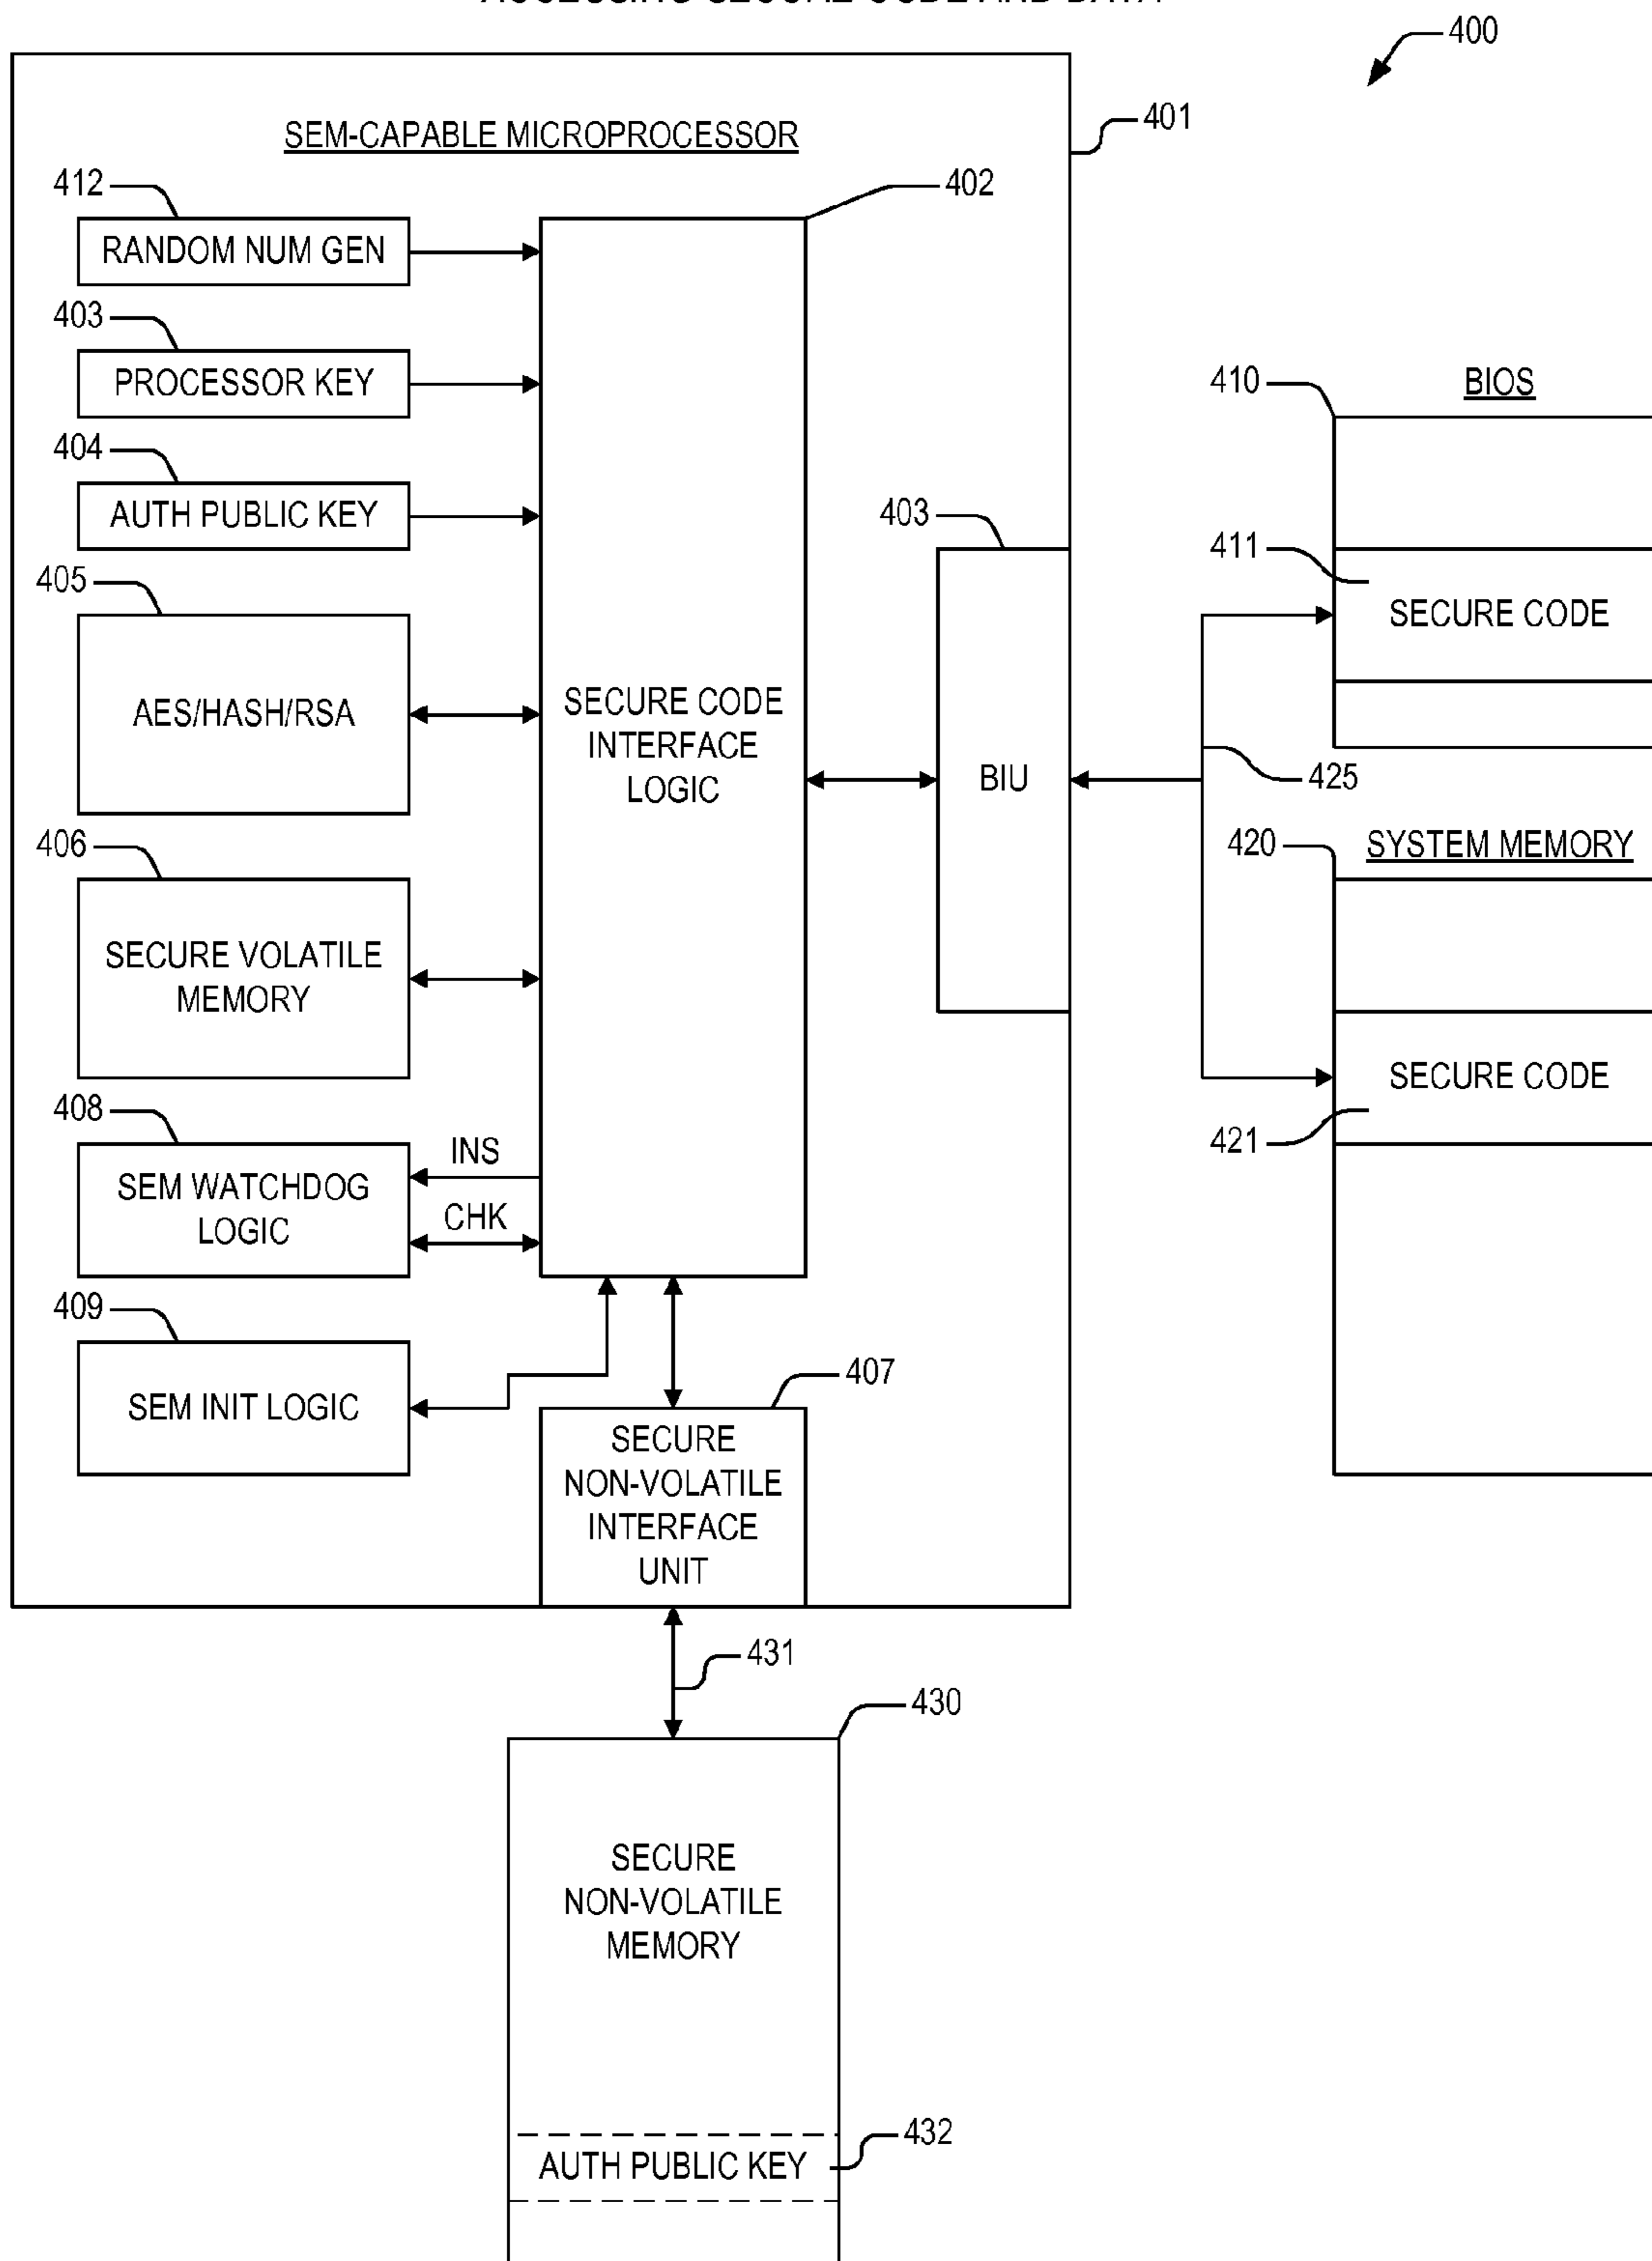 400
SEM-CAPABLE MICROPROCESSOR
401
412
402
RANDOM NUM GEN
403
PROCESSOR KEY
404
AUTH PUBLIC KEY
405
AES/HASH/RSA
SECURE CODE
INTERFACE
LOGIC
403
BIU
410
BIOS
411
SECURE CODE
425
406
SECURE VOLATILE
MEMORY
420
SYSTEM MEMORY
SECURE CODE
421
408
SEM WATCHDOG
LOGIC
INS
CHK
409
SEM INIT LOGIC
407
SECURE
NON-VOLATILE
INTERFACE
UNIT
431
430
SECURE
NON-VOLATILE
MEMORY
432
AUTH PUBLIC KEY